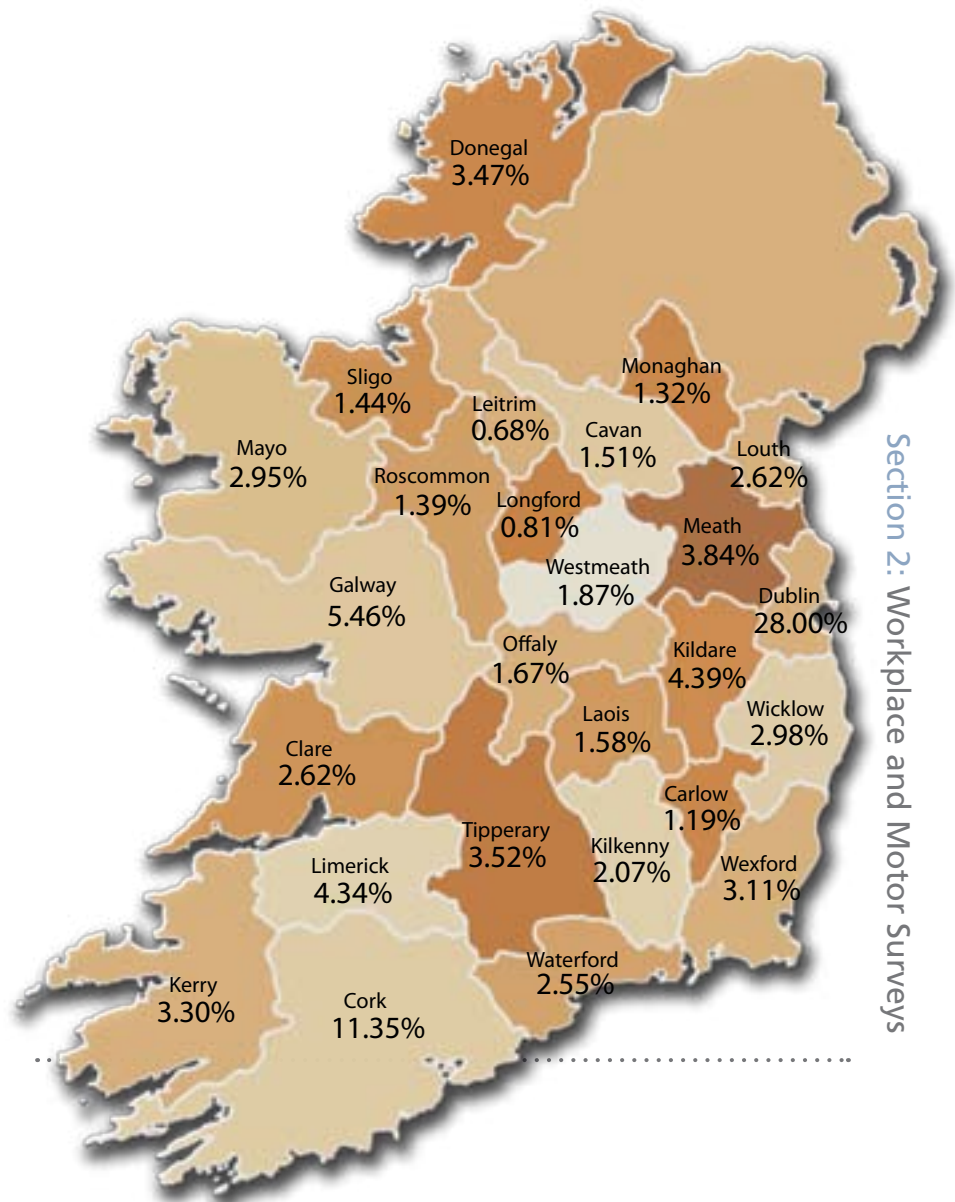 Donegal
3.47%
Monaghan
1.32%
Sligo
1.44%
Leitrim
0.68%
Cavan
1.51%
Louth
2.62%
Mayo
2.95%
Roscommon
1.39%
Longford
0.81%
Meath
3.84%
Westmeath
1.87%
Galway
5.46%
Dublin
28.00%
Offaly
1.67%
Kildare
4.39%
Laois
1.58%
Wicklow
2.98%
Clare
2.62%
Carlow
1.19%
Tipperary
3.52%
Kilkenny
2.07%
Limerick
4.34%
Wexford
3.11%
Waterford
2.55%
Kerry
3.30%
Cork
11.35%
Section 2: Workplace and Motor Surveys